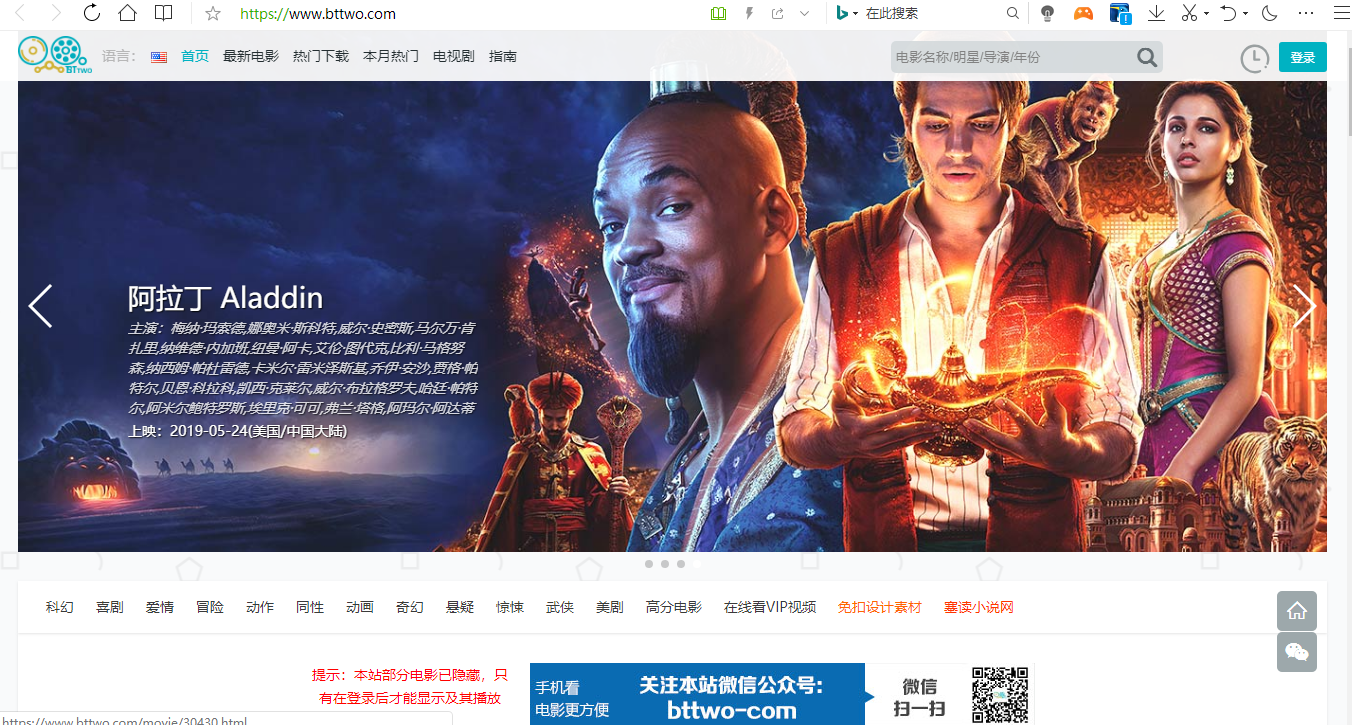 https://www.bttwo.com
在此搜索
BTTWO
语言：
首页
最新电影
热门下载
本月热门
电视剧
指南
电影名称/明星/导演/年份
登录
阿拉丁 Aladdin
主演：梅纳·玛索德,娜奥米·斯科特,威尔·史密斯,马尔万·肯
扎里,纳维德·内加班,纽曼·阿卡,艾伦·图代克,比利·马格努
森,纳西姆·帕杜雷德,卡米尔·雷米泽斯基,乔伊·安沙,贾格·帕
特尔,贝恩·科拉科,凯西·克莱尔,威尔·布拉格罗夫,哈廷·帕特
尔,阿米尔鲍特罗斯,埃里克·可可,弗兰·塔格,阿玛尔·阿达蒂
上映：2019-05-24(美国/中国大陆)
科幻
喜剧
爱情
冒险
动作
同性
动画
奇幻
悬疑
惊悚
武侠
美剧
高分电影
在线看VIP视频
免扣设计素材
塞读小说网
提示：本站部分电影已隐藏，只
有在登录后才能显示及其播放
手机看
电影更方便
关注本站微信公众号:
bttwo-com
微信
扫一扫
https://www.bttwo.com/movie/30430.html